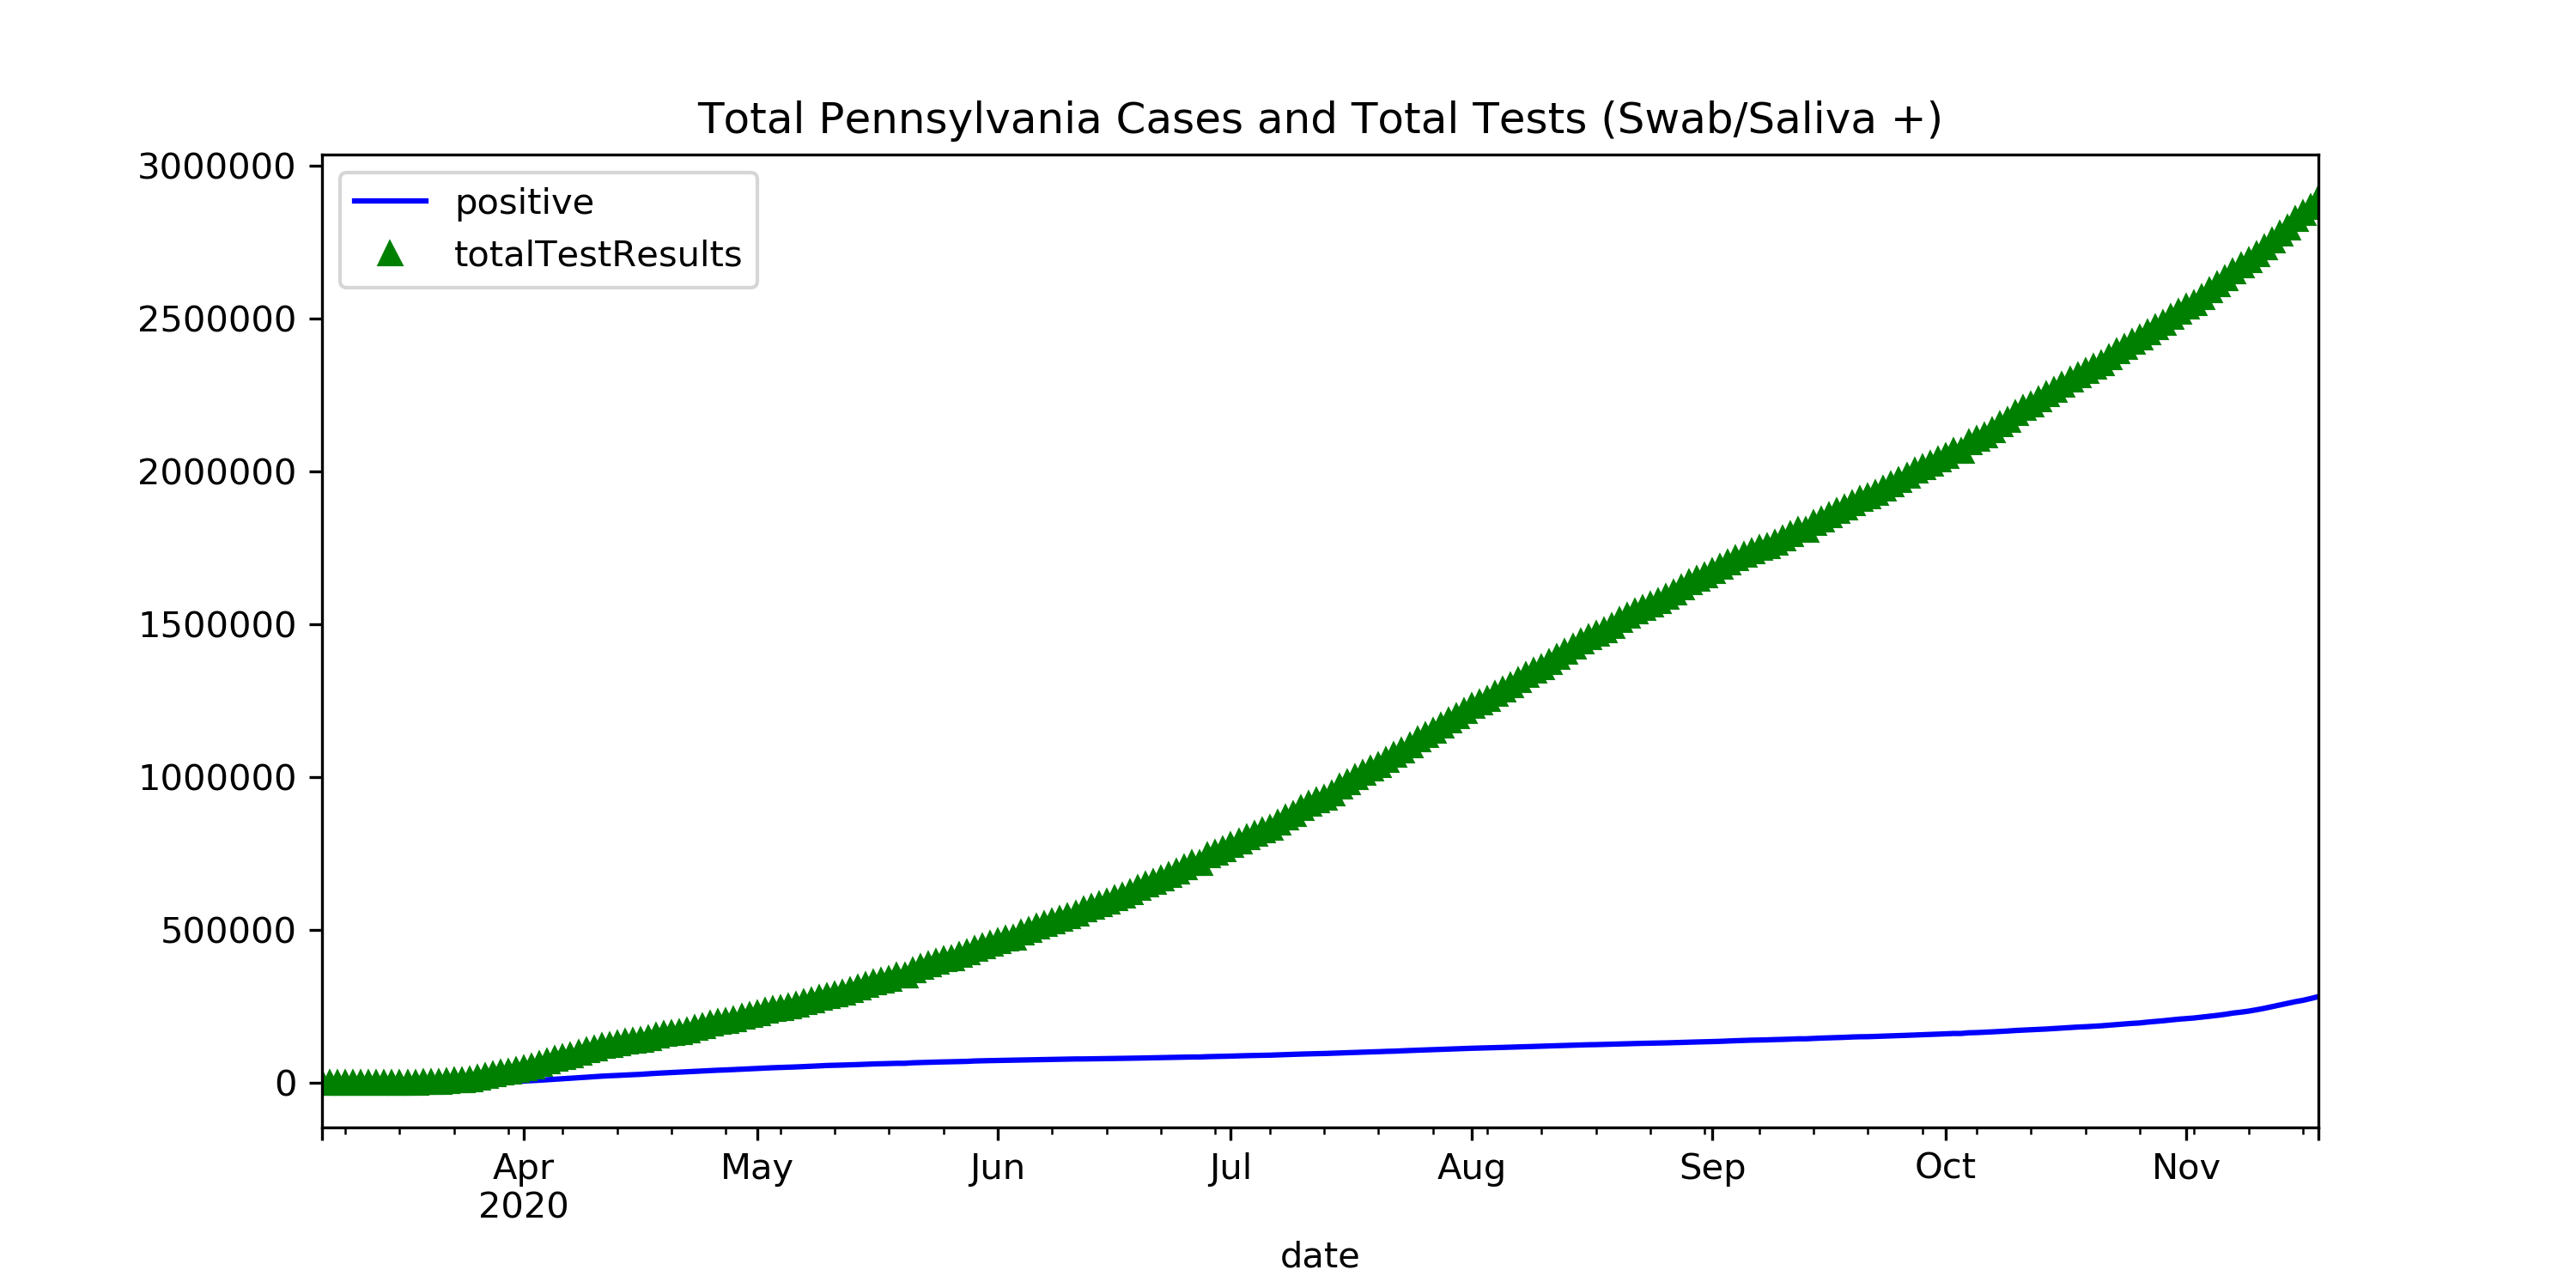 Total Pennsylvania Cases and Total Tests (Swab/Saliva +)
3000000
2500000
2000000
1500000
1000000
500000
0
positive
totalTestResults
Apr May Jun Jul Aug Sep Oct Nov
2020
date